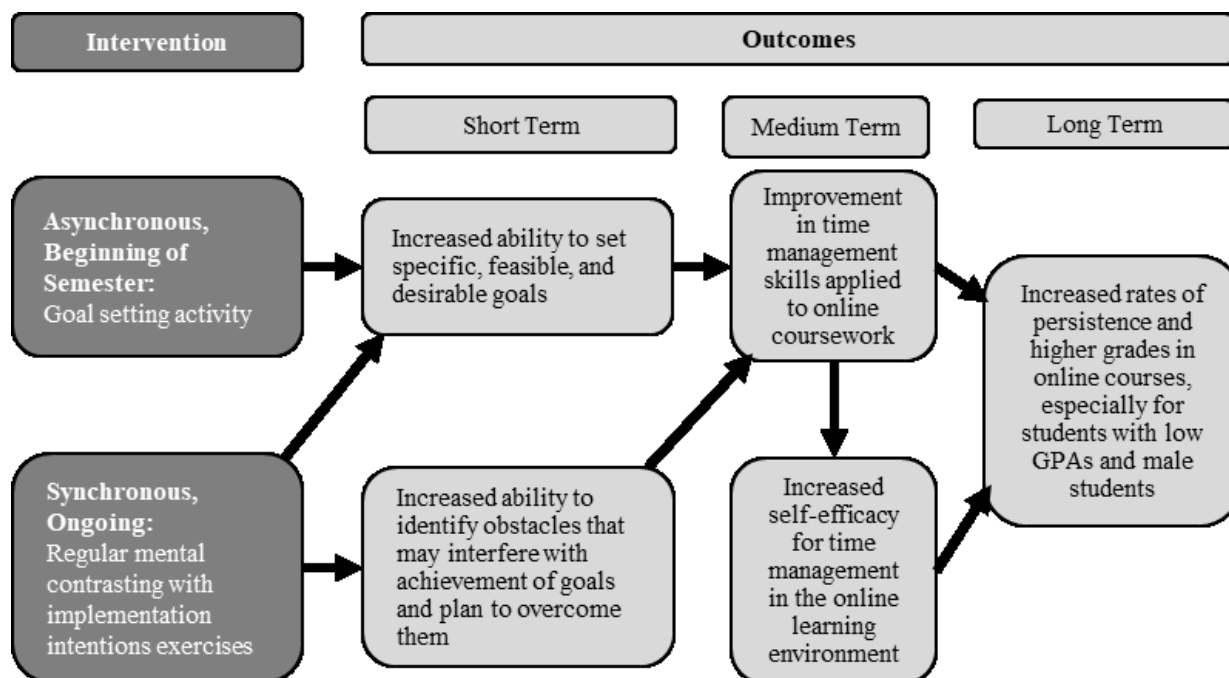 Intervention
Outcomes
Short Term
Medium Term
Long Term
Asynchronous,
Beginning of
Semester:
Goal setting activity
Increased ability to set
specific, feasible, and
desirable goals
Improvement
in time
management
skills applied
to online
coursework
Increased rates of
persistence and
higher grades in
online courses,
especially for
students with low
GPAs and male
students
Synchronous,
Ongoing:
Regular mental
contrasting with
implementation
intentions exercises
Increased ability to
identify obstacles that
may interfere with
achievement of goals
and plan to overcome
them
Increased
self-efficacy
for time
management
in the online
learning
environment